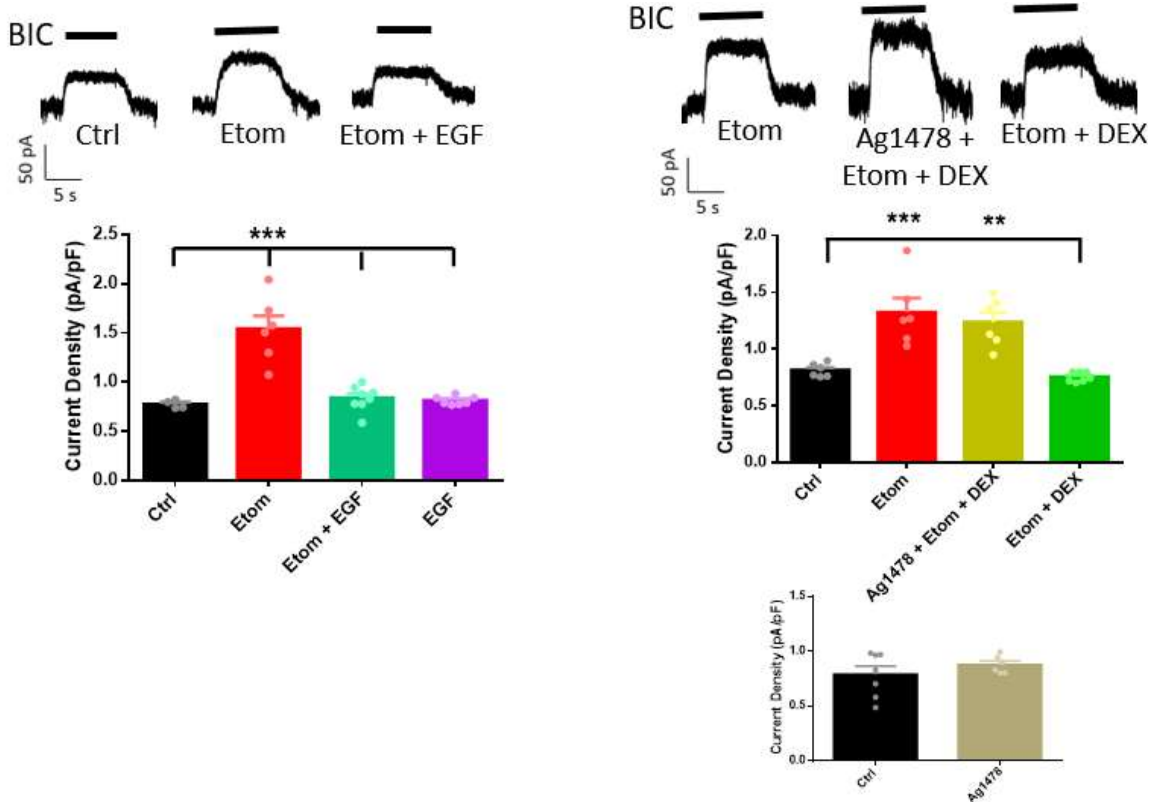 BIC
Ctrl
Etom
Etom + EGF
50 pA
5 s
***
Current Density (pA/pF)
2.5
2.0
1.5
1.0
0.5
0.0
Ctrl
Etom
Etom + EGF
EGF
BIC
Etom
Ag1478 +
Etom + DEX
Etom + DEX
50 pA
5 s
***
**
Current Density (pA/pF)
2.0
1.5
1.0
0.5
0.0
Ctrl
Etom
Ag1478 + Etom + DEX
Etom + DEX
Current Density (pA/pF)
1.5
1.0
0.5
0.0
Ctrl
Ag1478